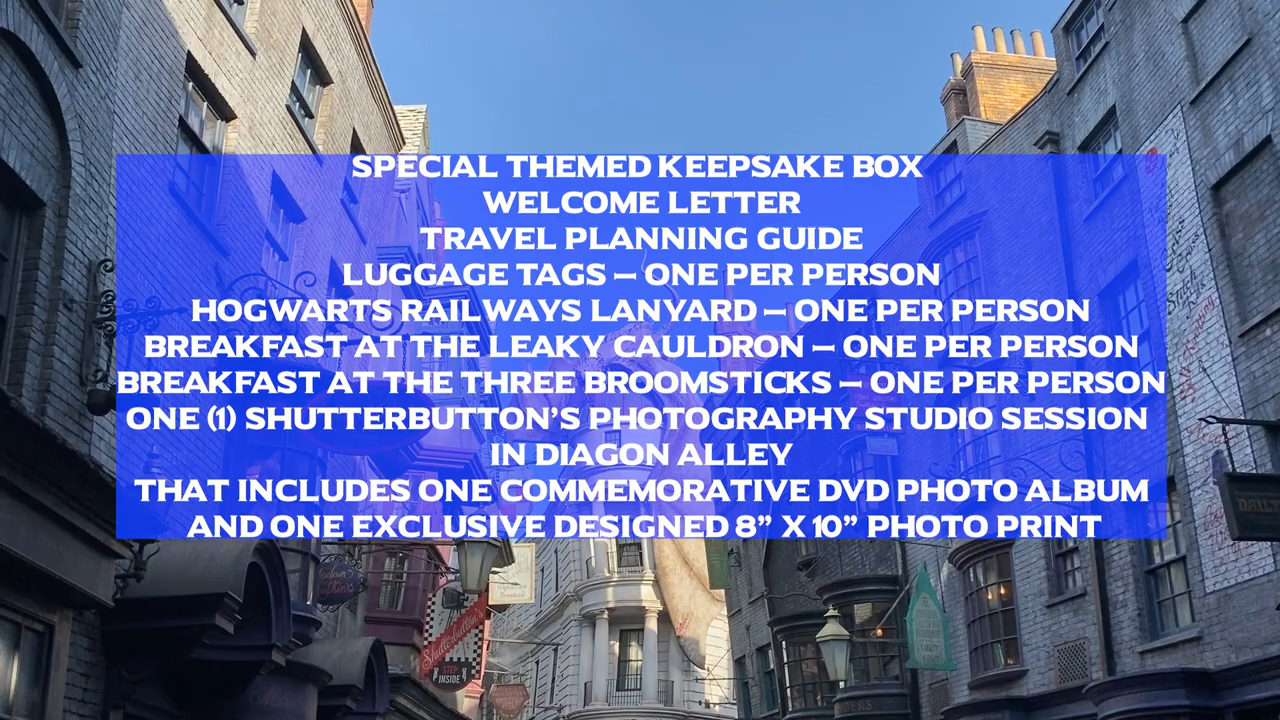 SPECIAL THEMED KEEPSAKE BOX
WELCOME LETTER
TRAVEL PLANNING GUIDE
LUGGAGE TAGS – ONE PER PERSON
HOGWARTS RAILWAYS LANYARD – ONE PER PERSON
BREAKFAST AT THE LEAKY CAULDRON – ONE PER PERSON
BREAKFAST AT THE THREE BROOMSTICKS – ONE PER PERSON
ONE (1) SHUTTERBUTTON’S PHOTOGRAPHY STUDIO SESSION
IN DIAGON ALLEY
THAT INCLUDES ONE COMMEMORATIVE DVD PHOTO ALBUM
AND ONE EXCLUSIVE DESIGNED 8” X 10” PHOTO PRINT
STEP
INSIDE